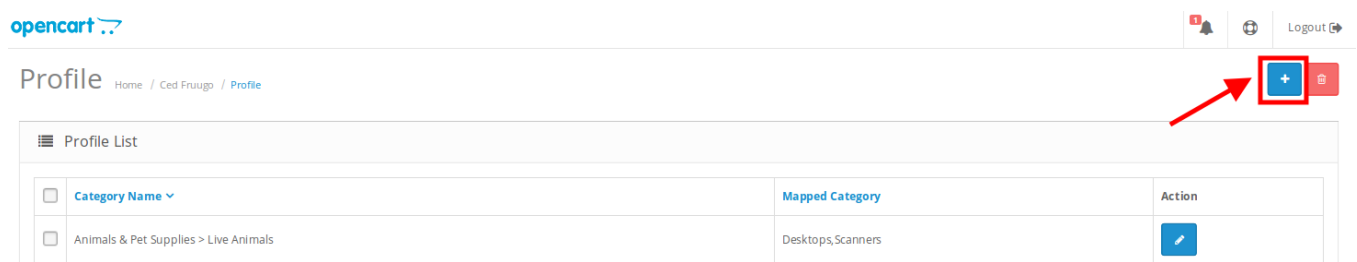 opencart
1
Logout
Profile Home / Ced Fruugo / Profile
Profile List
Category Name Mapped Category Action
Animals & Pet Supplies > Live Animals Desktops,Scanners